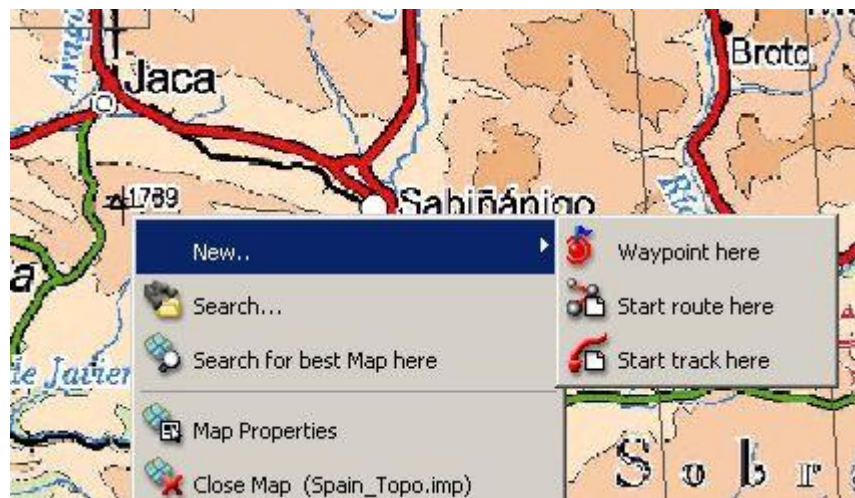 Jaca
Broto
1769
Sabiñánigo
New..
Waypoint here
Search...
Start route here
Search for best Map here
Start track here
Map Properties
Close Map (Spain_Topo.imp)
S o b r